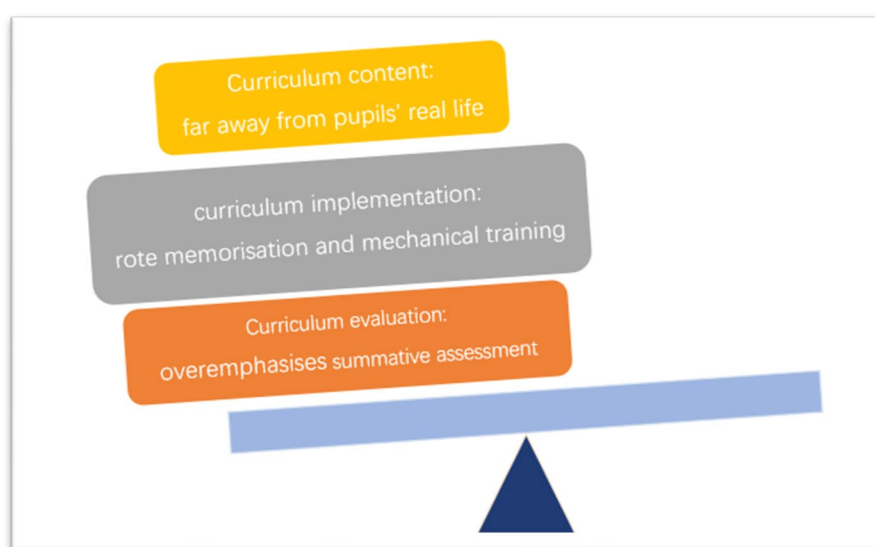 Curriculum content:
far away from pupils' real life
curriculum implementation:
rote memorisation and mechanical training
Curriculum evaluation:
overemphasises summative assessment